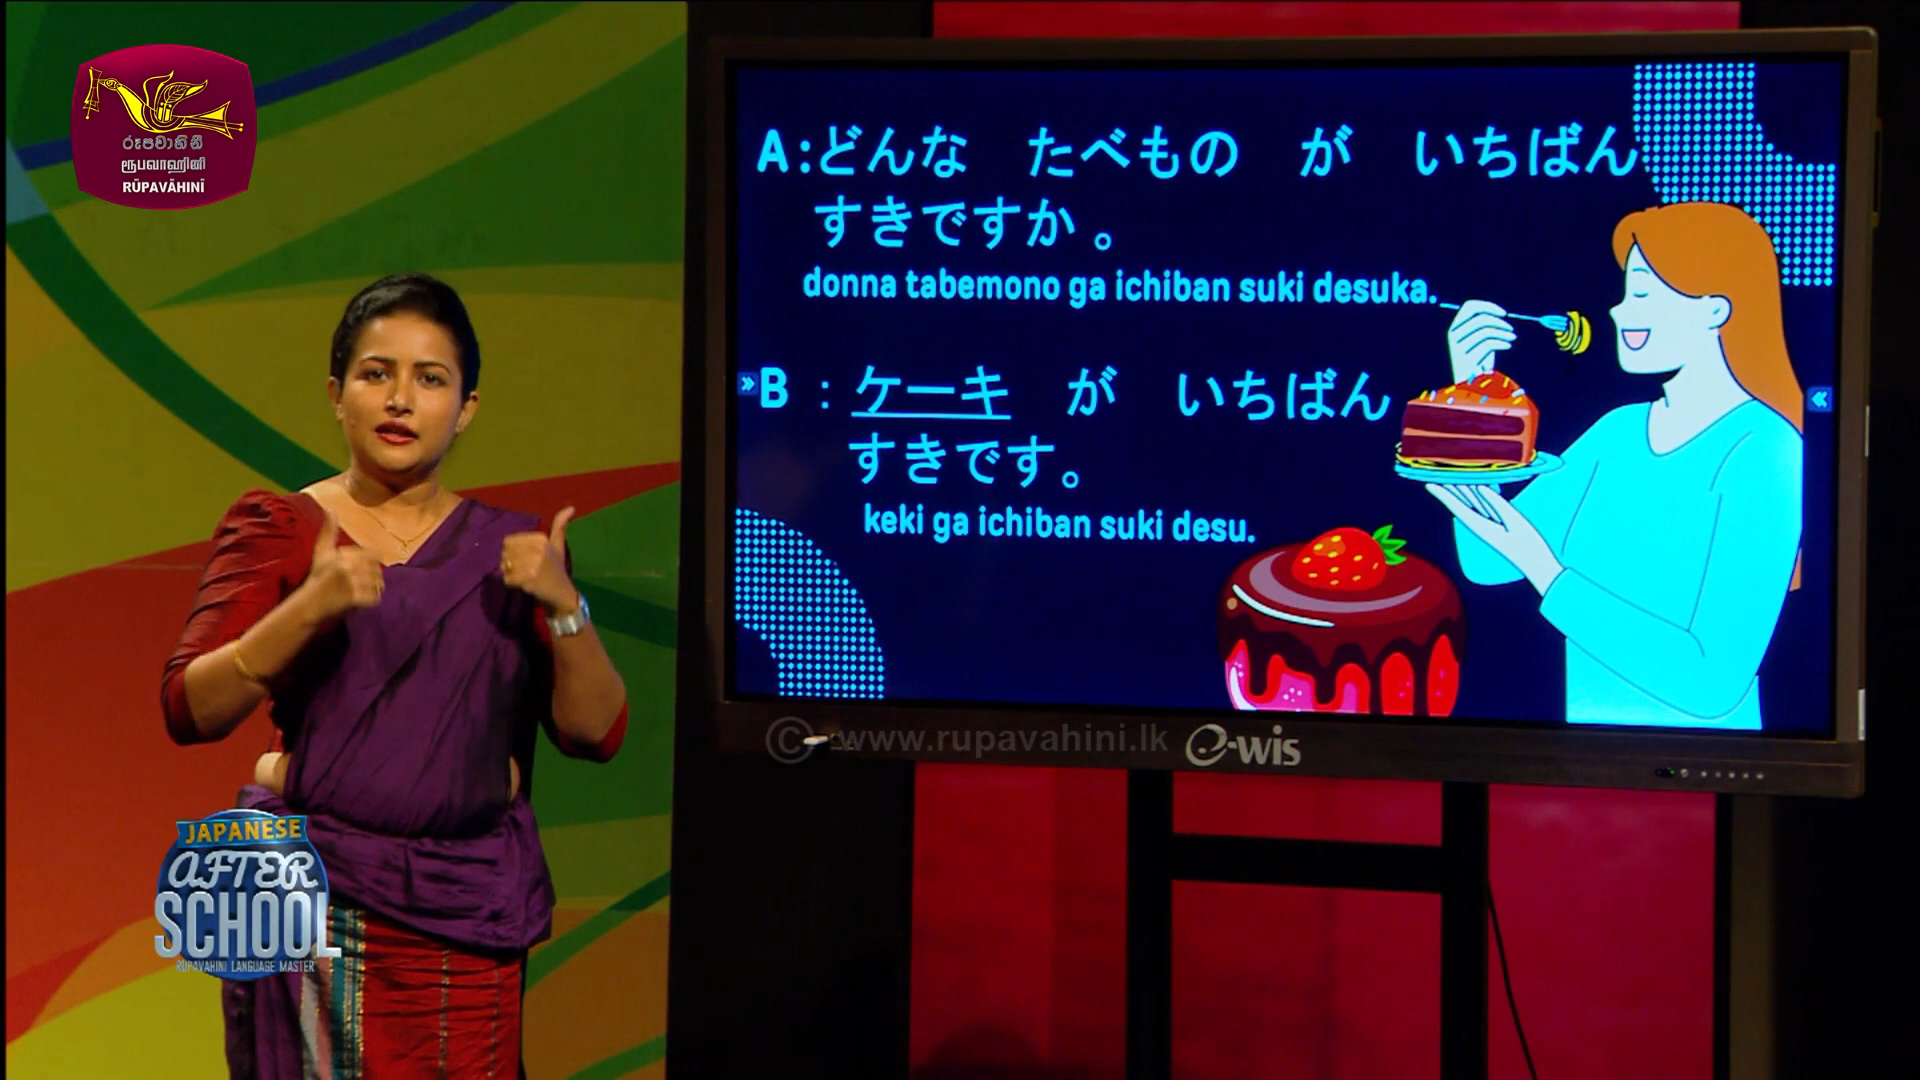 රූපවාහිනී
ரூபவாஹினி
RŪPAVĀHINĪ
A:どんな たべもの が いちばん
すきですか。
donna tabemono ga ichiban suki desuka.
B : ケーキ が いちばん
すきです。
keki ga ichiban suki desu.
© www.rupavahini.lk
e-wis
JAPANESE
AFTER
SCHOOL
RUPAVAHINI LANGUAGE MASTER